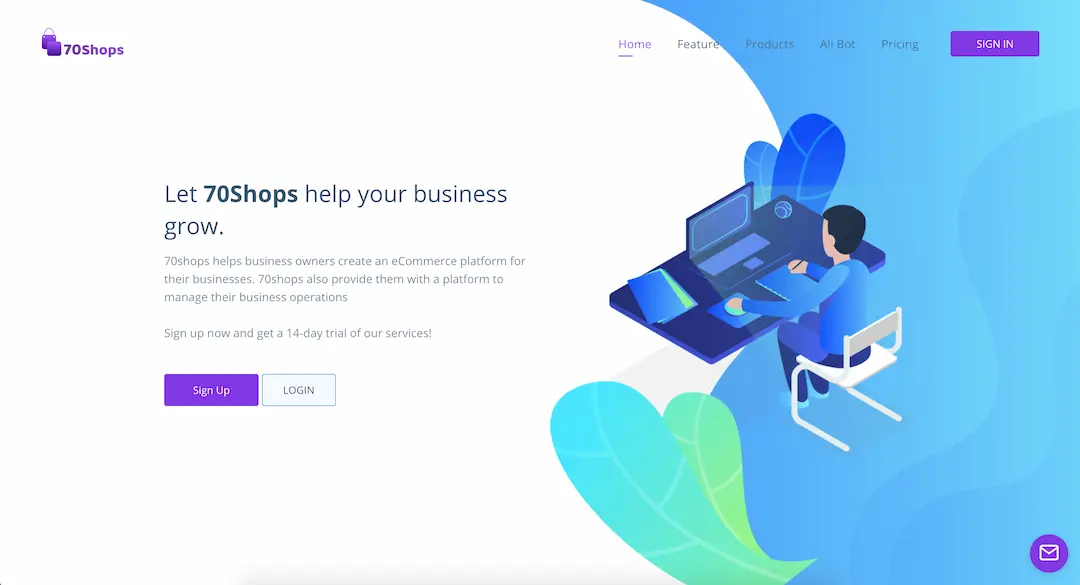 70Shops
Home Feature Products Ali Bot Pricing SIGN IN
Let 70Shops help your business
grow.
70shops helps business owners create an eCommerce platform for
their businesses. 70shops also provide them with a platform to
manage their business operations
Sign up now and get a 14-day trial of our services!
Sign Up LOGIN